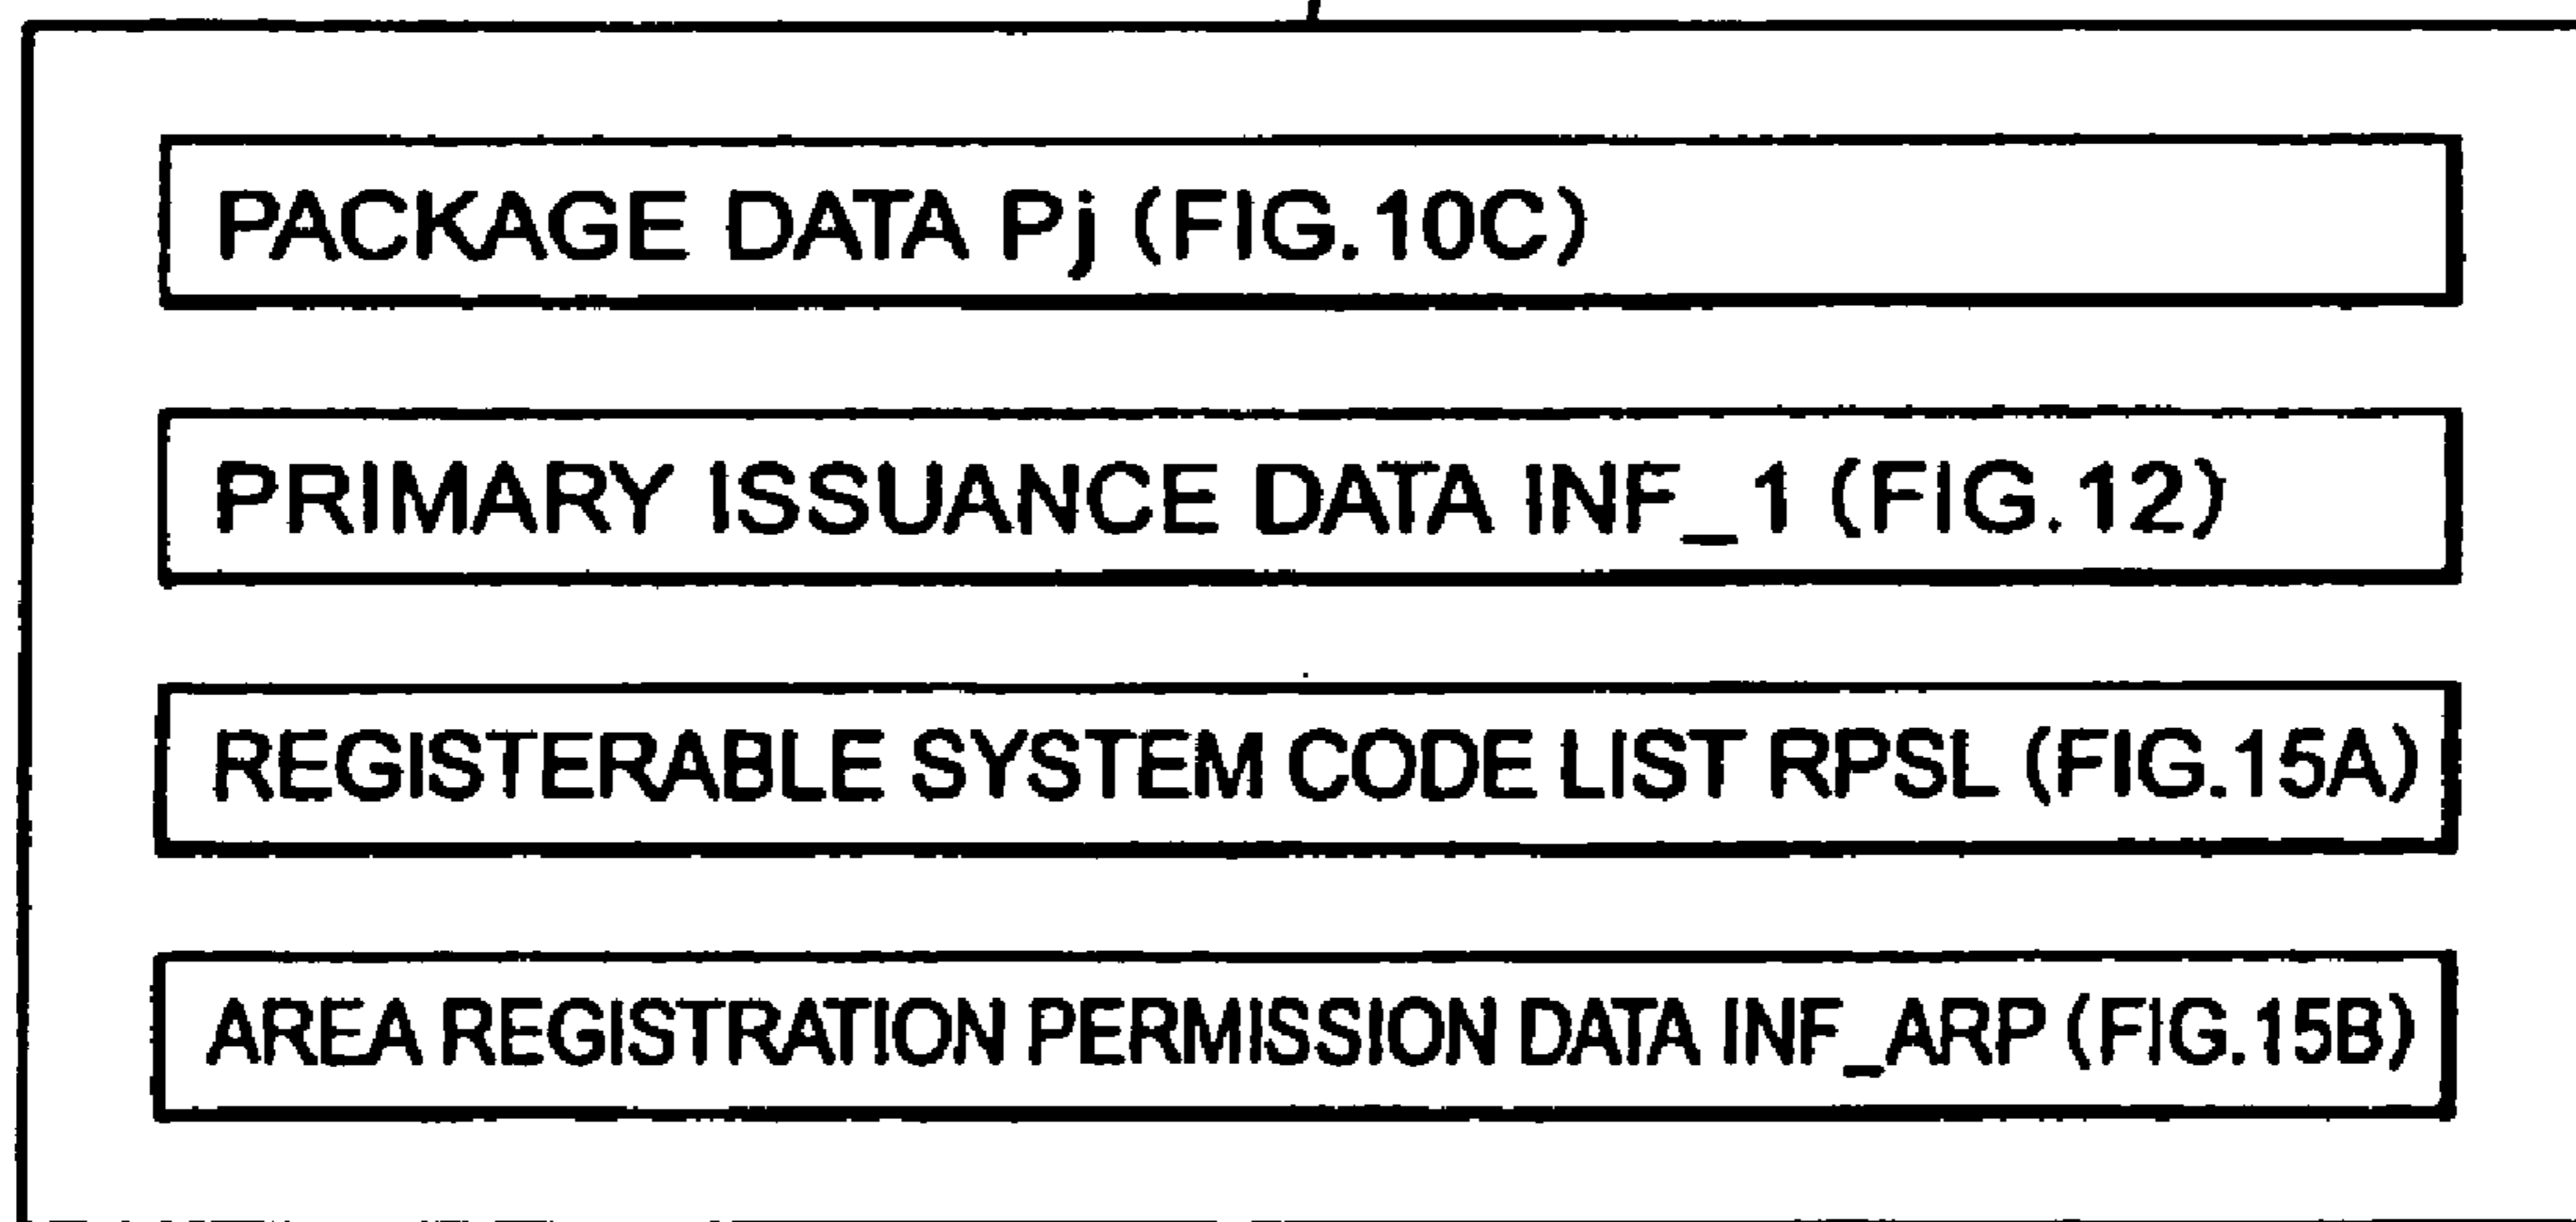 PACKAGE DATA Pj (FIG.10C)
PRIMARY ISSUANCE DATA INF_1 (FIG.12)
REGISTERABLE SYSTEM CODE LIST RPSL (FIG.15A)
AREA REGISTRATION PERMISSION DATA INF_ARP (FIG.15B)